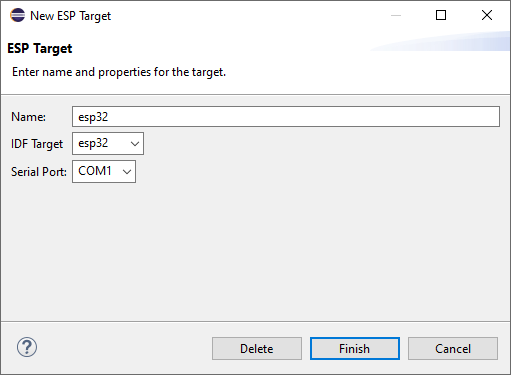 New ESP Target
ESP Target
Enter name and properties for the target.
Name: esp32
IDF Target esp32
Serial Port: COM1
? Delete Finish Cancel